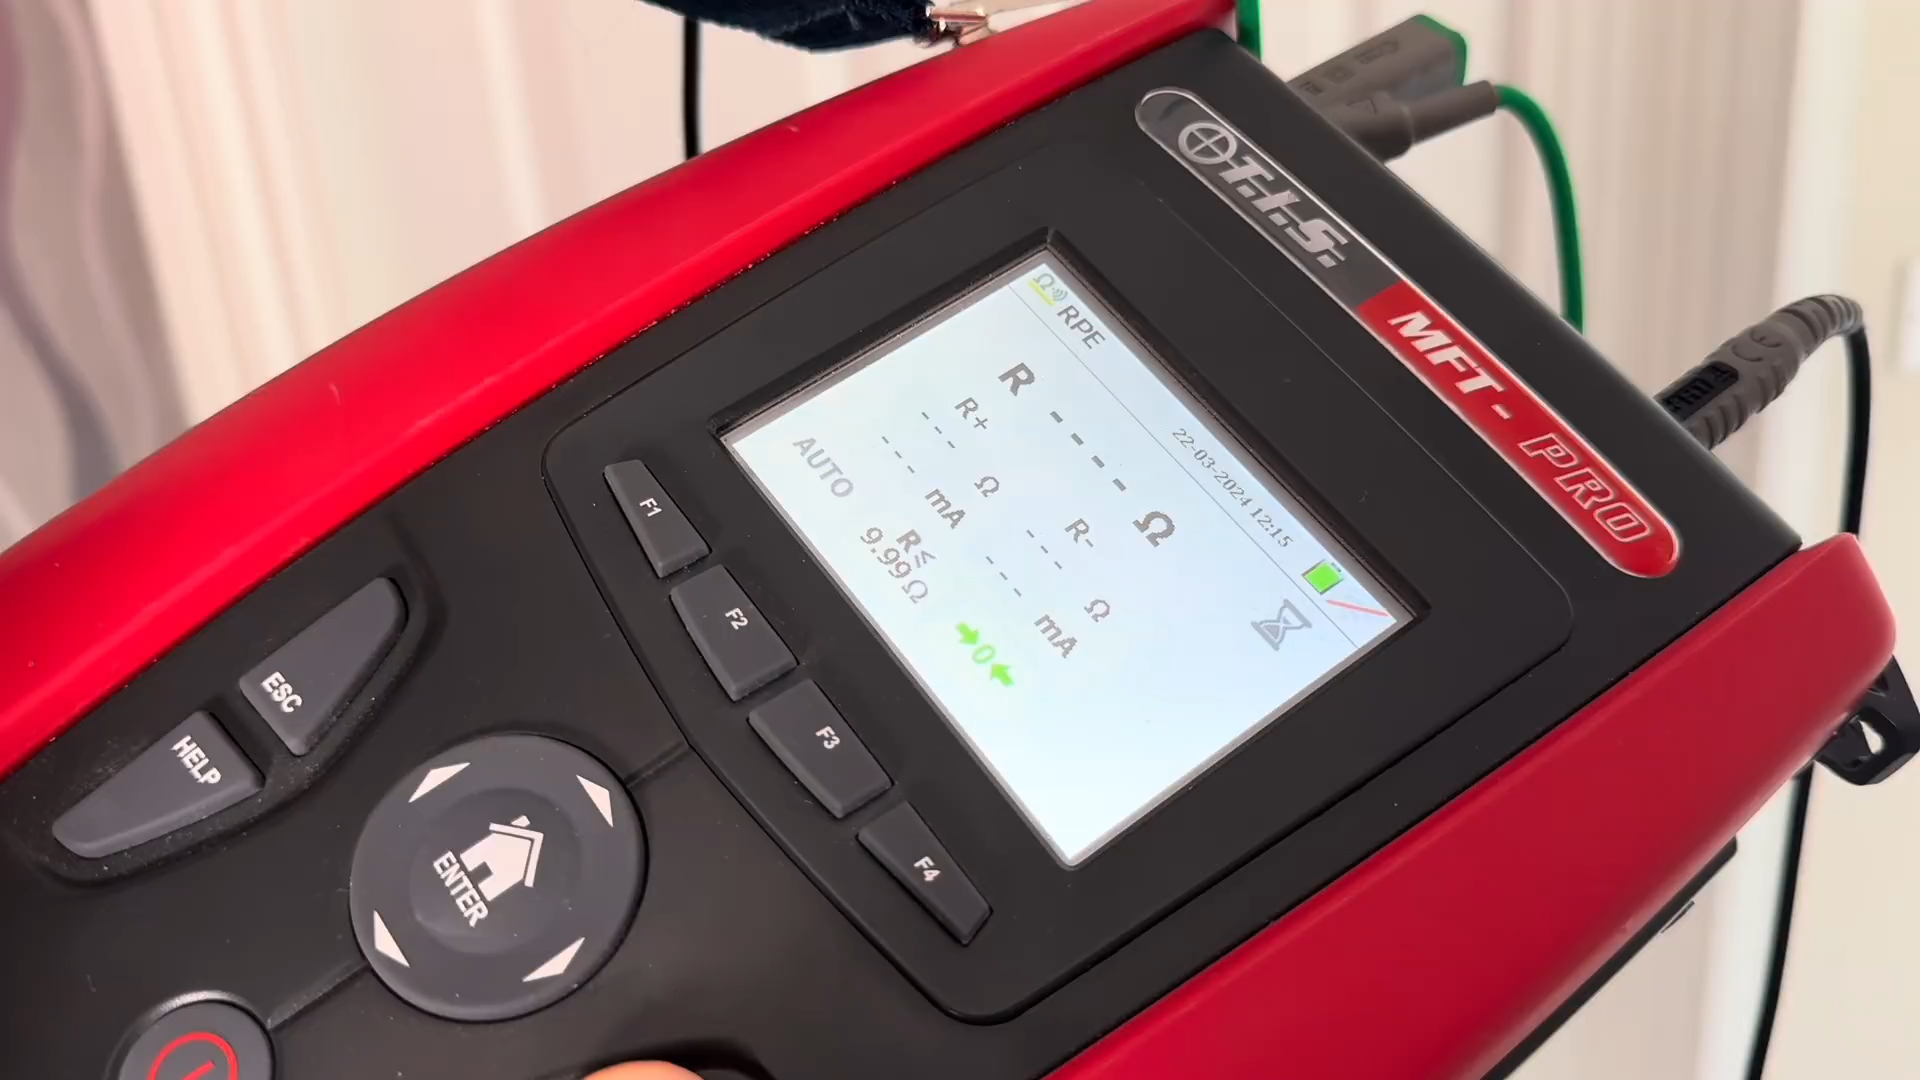 T.I.S.
MFT-PRO
RPE
22-03-2024 12:15
R - - - - Ω
R+ - - - Ω
R- - - - Ω
- - - mA
- - - mA
AUTO
R≤
9.99Ω
→0←
F1
F2
F3
F4
ESC
HELP
ENTER